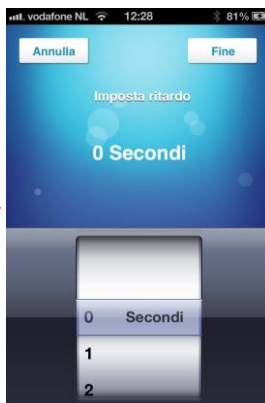 vodafone NL 12:28 81%
Annulla Fine
Imposta ritardo
0 Secondi
0 Secondi
1
2